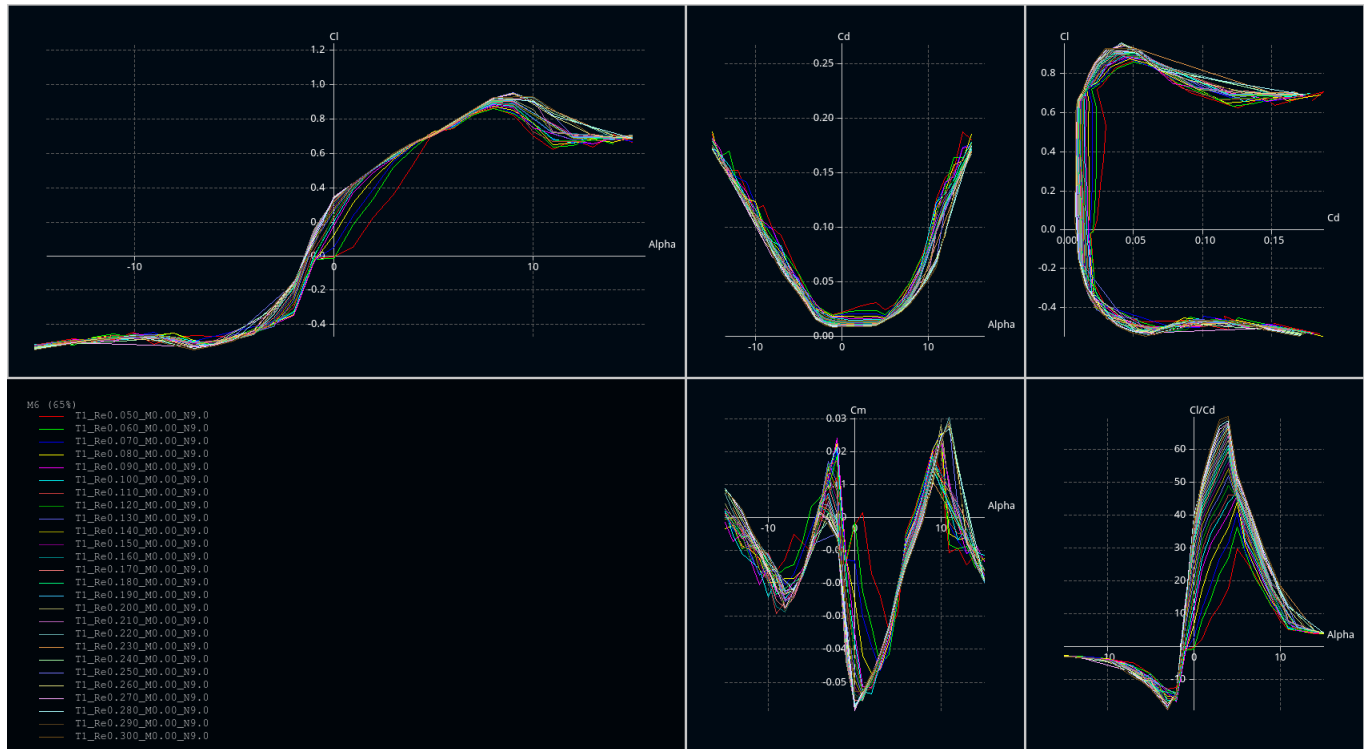 Cl
1.2
1.0
0.8
0.6
0.4
0.2
0.0
-0.2
-0.4
-10
0
10
Alpha
Cd
0.25
0.20
0.15
0.10
0.05
0.00
-10
0
10
Alpha
Cl
0.8
0.6
0.4
0.2
0.0
-0.2
-0.4
0.00
0.05
0.10
0.15
Cd
M6 (65%)
T1_Re0.050_M0.00_N9.0
T1_Re0.060_M0.00_N9.0
T1_Re0.070_M0.00_N9.0
T1_Re0.080_M0.00_N9.0
T1_Re0.090_M0.00_N9.0
T1_Re0.100_M0.00_N9.0
T1_Re0.110_M0.00_N9.0
T1_Re0.120_M0.00_N9.0
T1_Re0.130_M0.00_N9.0
T1_Re0.140_M0.00_N9.0
T1_Re0.150_M0.00_N9.0
T1_Re0.160_M0.00_N9.0
T1_Re0.170_M0.00_N9.0
T1_Re0.180_M0.00_N9.0
T1_Re0.190_M0.00_N9.0
T1_Re0.200_M0.00_N9.0
T1_Re0.210_M0.00_N9.0
T1_Re0.220_M0.00_N9.0
T1_Re0.230_M0.00_N9.0
T1_Re0.240_M0.00_N9.0
T1_Re0.250_M0.00_N9.0
T1_Re0.260_M0.00_N9.0
T1_Re0.270_M0.00_N9.0
T1_Re0.280_M0.00_N9.0
T1_Re0.290_M0.00_N9.0
T1_Re0.300_M0.00_N9.0
Cm
0.03
-0.04
-0.05
-10
0
10
Alpha
Cl/Cd
60
50
40
30
20
10
-10
0
10
Alpha